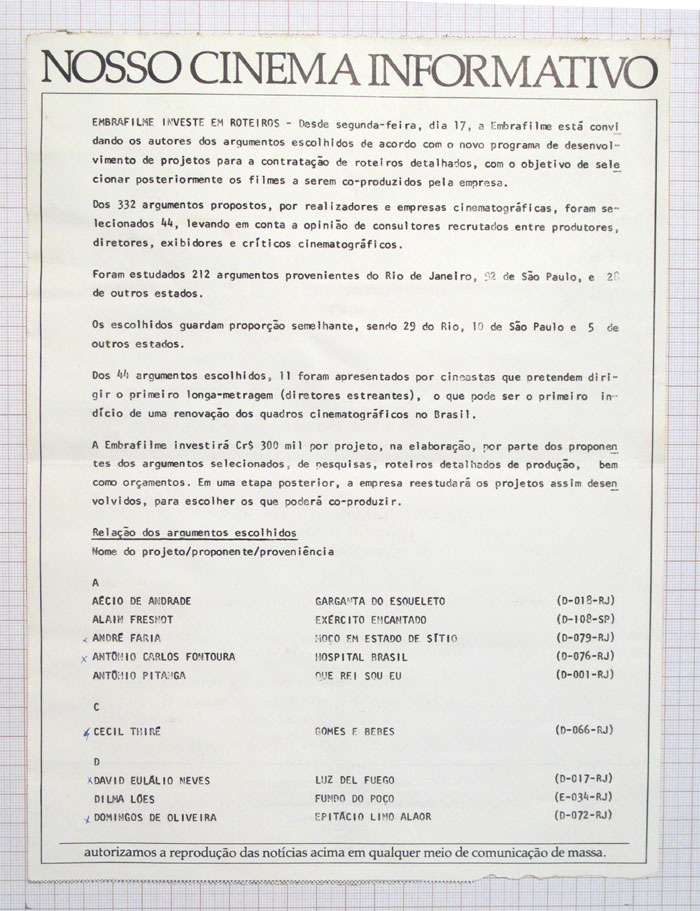 NOSSO CINEMA INFORMATIVO
EMBRAFILME INVESTE EM ROTEIROS - Desde segunda-feira, dia 17, a Embrafilme está convi
dando os autores dos argumentos escolhidos de acordo com o novo programa de desenvol-
vimento de projetos para a contratação de roteiros detalhados, com o objetivo de sele
cionar posteriormente os filmes a serem co-produzidos pela empresa.
Dos 332 argumentos propostos, por realizadores e empresas cinematográficas, foram se-
lecionados 44, levando em conta a opinião de consultores recrutados entre produtores,
diretores, exibidores e críticos cinematográficos.
Foram estudados 212 argumentos provenientes do Rio de Janeiro, 92 de São Paulo, e 28
de outros estados.
Os escolhidos guardam proporção semelhante, sendo 29 do Rio, 10 de São Paulo e 5 de
outros estados.
Dos 44 argumentos escolhidos, 11 foram apresentados por cineastas que pretendem diri-
gir o primeiro longa-metragem (diretores estreantes), o que pode ser o primeiro in-
dício de uma renovação dos quadros cinematográficos no Brasil.
A Embrafilme investirá Cr$ 300 mil por projeto, na elaboração, por parte dos proponen
tes dos argumentos selecionados, de pesquisas, roteiros detalhados de produção, bem
como orçamentos. Em uma etapa posterior, a empresa reestudará os projetos assim desen
volvidos, para escolher os que poderá co-produzir.
Relação dos argumentos escolhidos
Nome do projeto/proponente/proveniência
A
AÉCIO DE ANDRADE GARGANTA DO ESQUELETO (D-018-RJ)
ALAIN FRESNOT EXÉRCITO ENCANTADO (D-108-SP)
x ANDRÉ FARIA MOÇO EM ESTADO DE SÍTIO (D-079-RJ)
x ANTÔNIO CARLOS FONTOURA HOSPITAL BRASIL (D-076-RJ)
ANTÔNIO PITANGA QUE REI SOU EU (D-001-RJ)
C
CECIL THIRÉ GOMES E BEBES (D-066-RJ)
D
x DAVID EULÁLIO NEVES LUZ DEL FUEGO (D-017-RJ)
DILMA LÕES FUNDO DO POÇO (E-034-RJ)
x DOMINGOS DE OLIVEIRA EPITÁCIO LIMO ALAOR (D-072-RJ)
autorizamos a reprodução das notícias acima em qualquer meio de comunicação de massa.